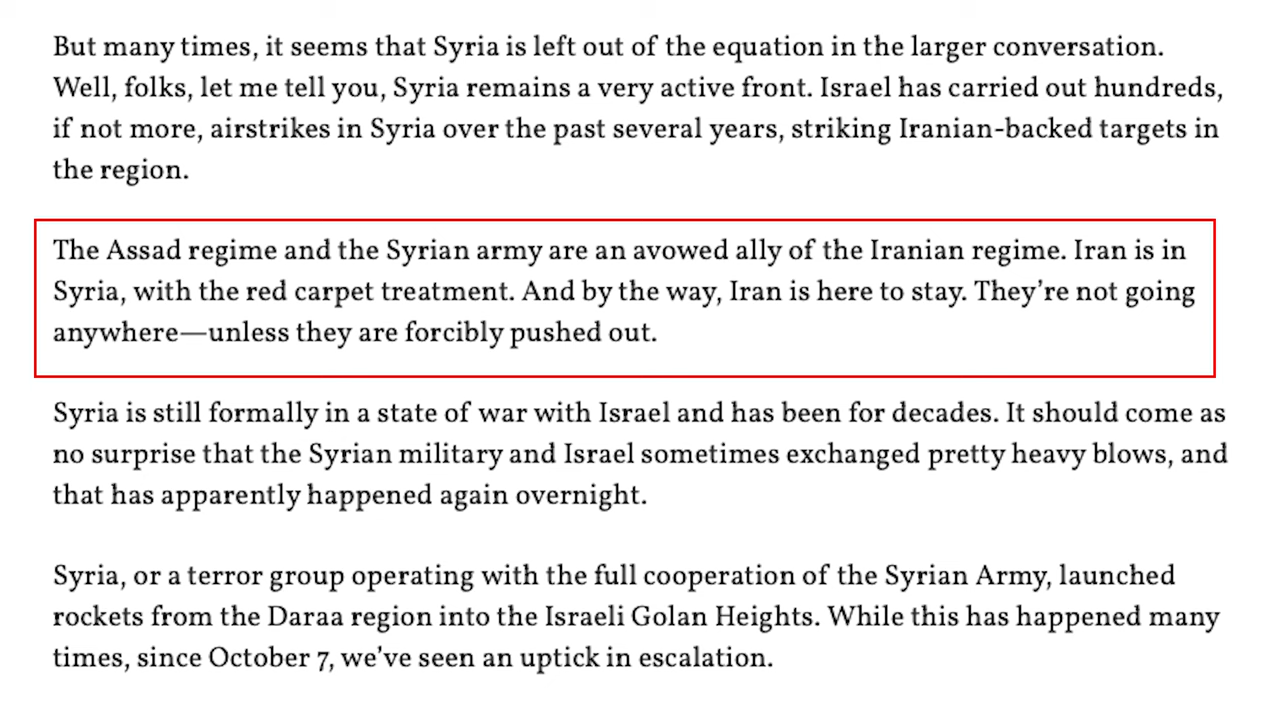 But many times, it seems that Syria is left out of the equation in the larger conversation.
Well, folks, let me tell you, Syria remains a very active front. Israel has carried out hundreds,
if not more, airstrikes in Syria over the past several years, striking Iranian-backed targets in
the region.
The Assad regime and the Syrian army are an avowed ally of the Iranian regime. Iran is in
Syria, with the red carpet treatment. And by the way, Iran is here to stay. They’re not going
anywhere—unless they are forcibly pushed out.
Syria is still formally in a state of war with Israel and has been for decades. It should come as
no surprise that the Syrian military and Israel sometimes exchanged pretty heavy blows, and
that has apparently happened again overnight.
Syria, or a terror group operating with the full cooperation of the Syrian Army, launched
rockets from the Daraa region into the Israeli Golan Heights. While this has happened many
times, since October 7, we’ve seen an uptick in escalation.